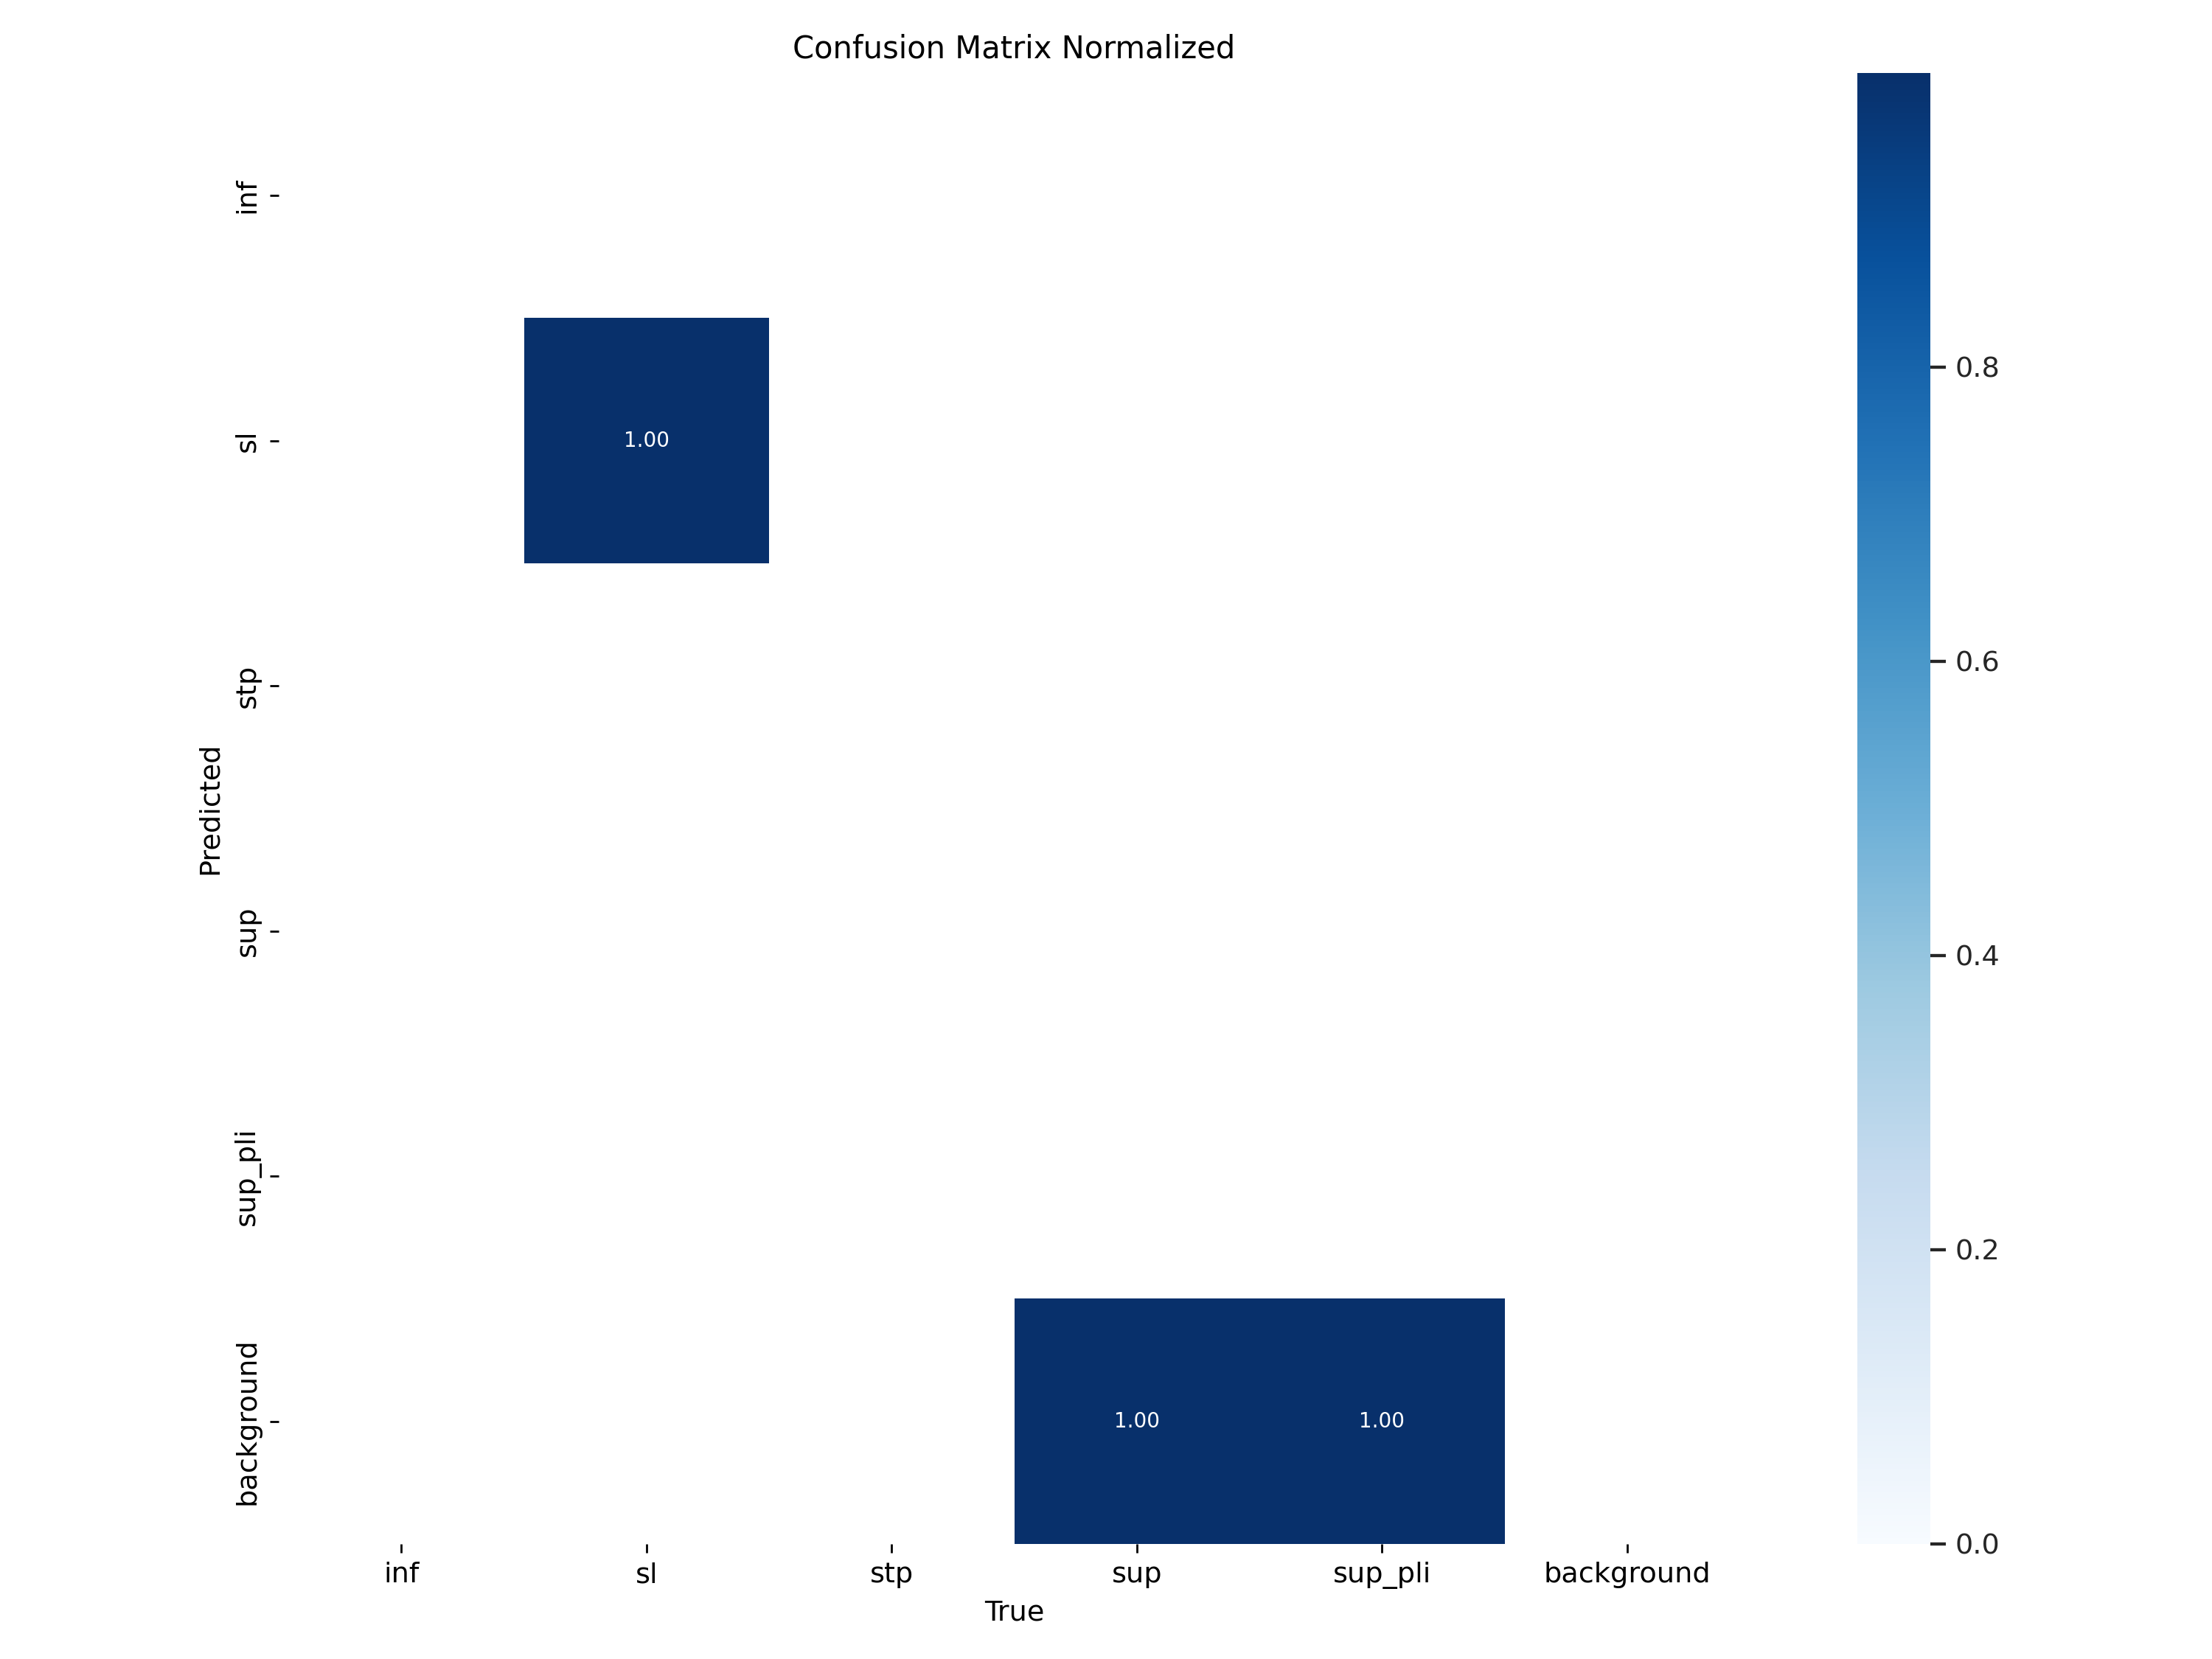 Confusion Matrix Normalized
inf
sl
1.00
stp
sup
sup_pli
background
1.00 1.00
Predicted
inf sl stp sup sup_pli background
True
0.8
0.6
0.4
0.2
0.0